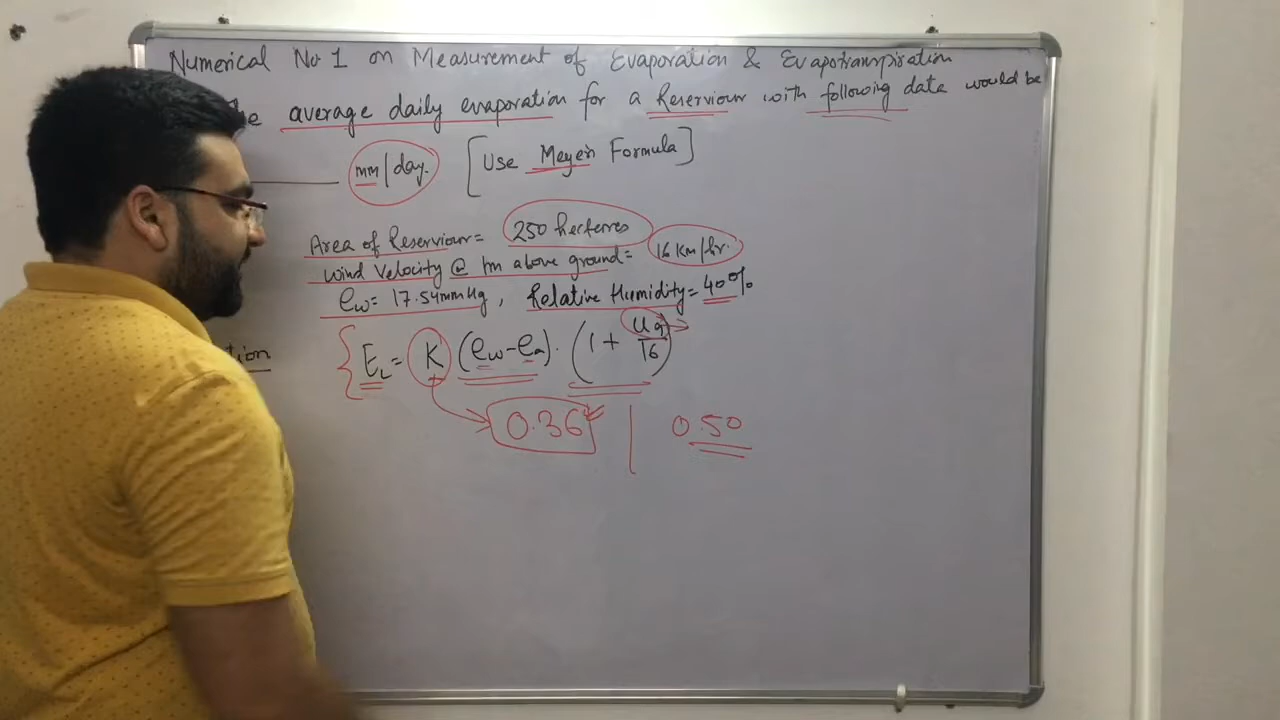 Numerical No 1 on Measurement of Evaporation & Evapotranspiration
average daily evaporation for a Reserviour with following data would be
mm/day. [Use Meyer's Formula]
Area of Reserviour = 250 hecteres
wind velocity @ 1m above ground = 16 Km/hr.
ew = 17.54mmHg, Relative Humidity = 40%
tion
EL = K (ew-ea). (1 + u9/16)
0.36 | 0.50